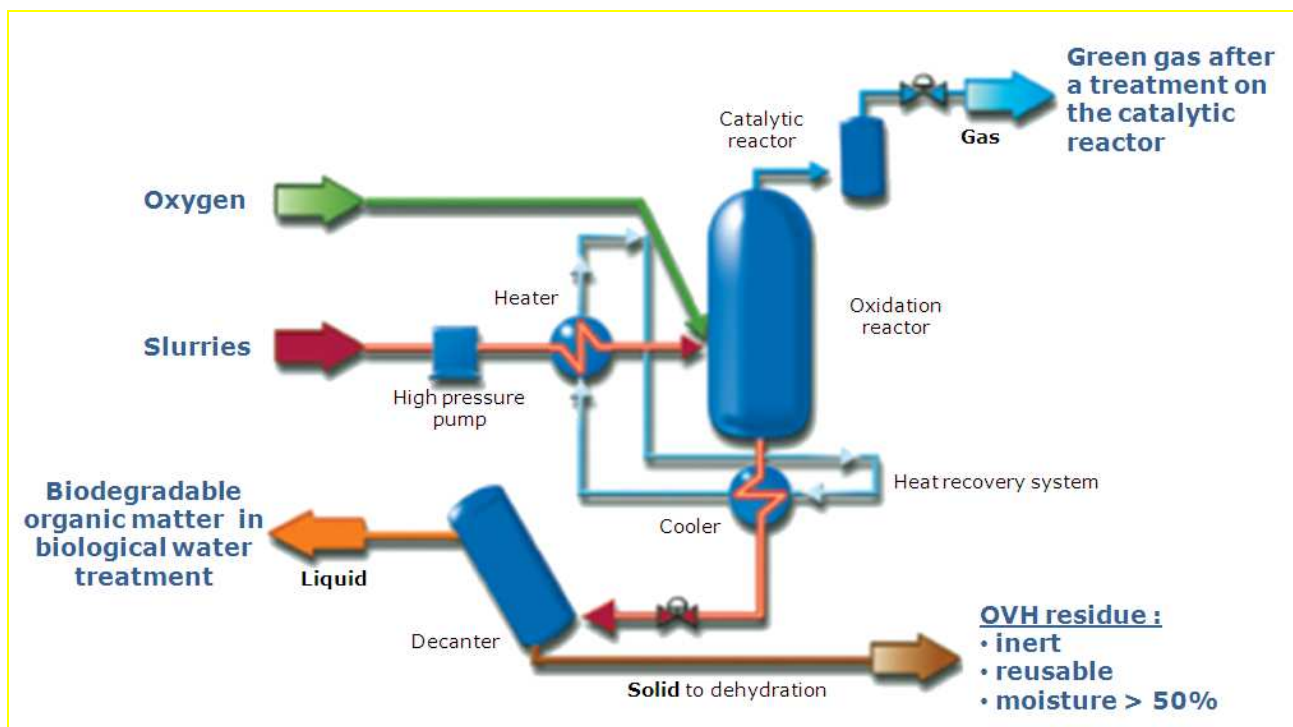 Green gas after
a treatment on
the catalytic
reactor
Catalytic
reactor
Gas
Oxygen
Heater
Oxidation
reactor
Slurries
High pressure
pump
Heat recovery system
Biodegradable
organic matter in
biological water
treatment
Cooler
Liquid
Decanter
OVH residue :
• inert
• reusable
• moisture > 50%
Solid to dehydration